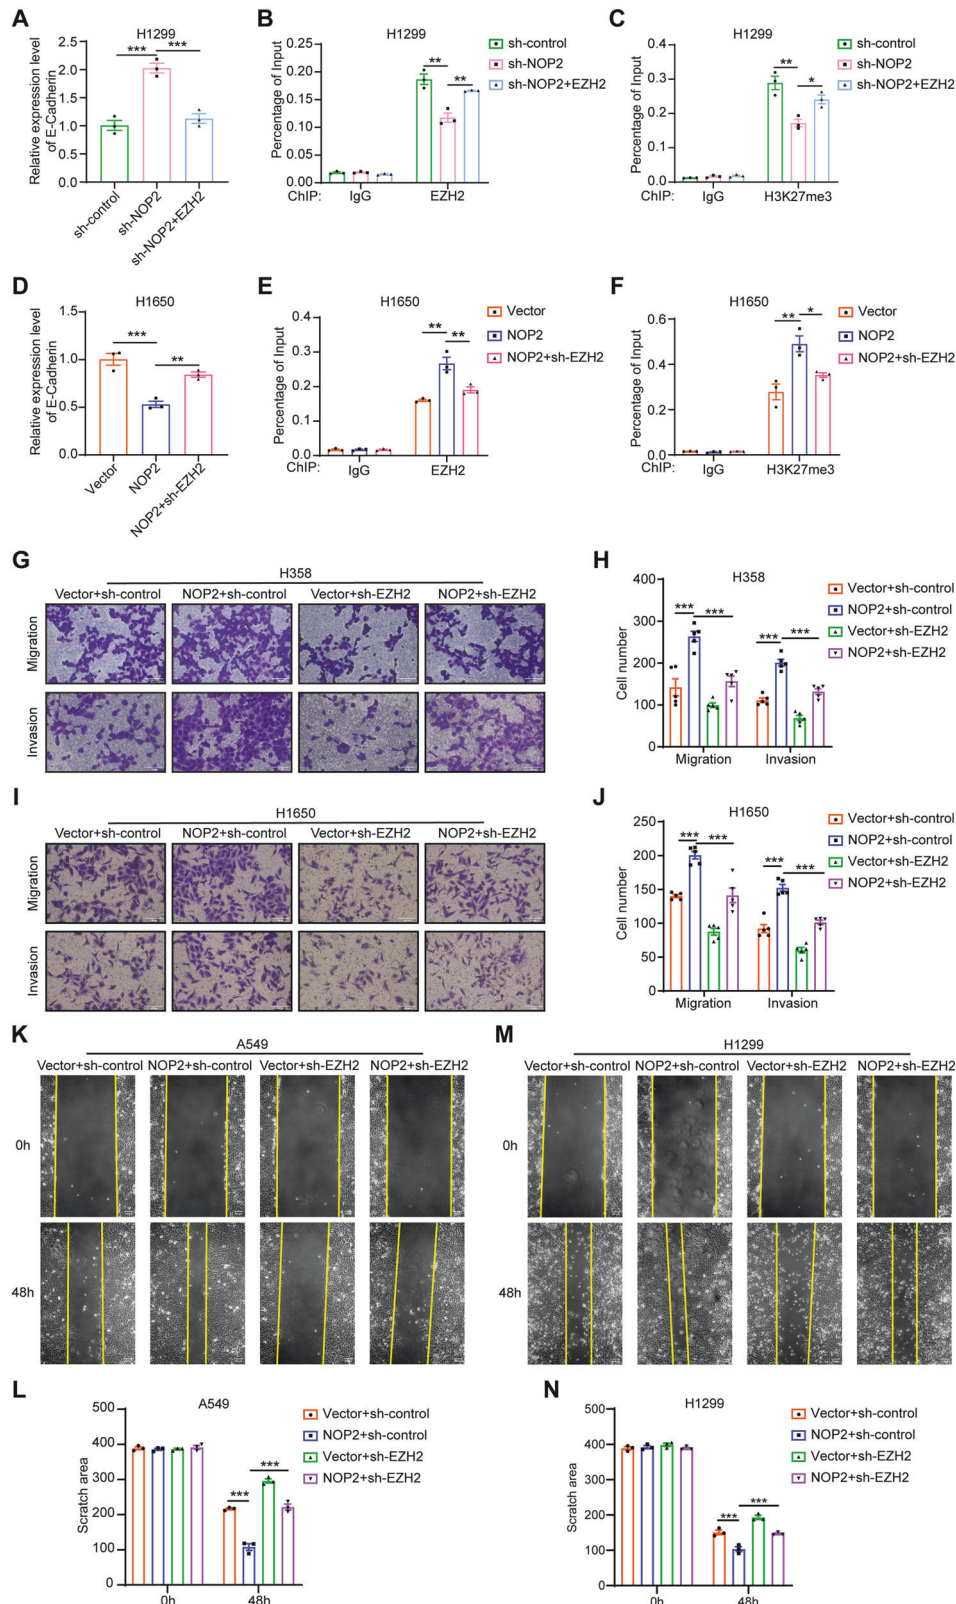 A
H1299
Relative expression level
of E-Cadherin
2.5
2.0
1.5
1.0
0.5
0.0
***
***
sh-control
sh-NOP2
sh-NOP2+EZH2
B
H1299
Percentage of Input
0.25
0.20
0.15
0.10
0.05
0.00
**
**
ChIP:
IgG
EZH2
sh-control
sh-NOP2
sh-NOP2+EZH2
C
H1299
Percentage of Input
0.4
0.3
0.2
0.1
0.0
**
*
ChIP:
IgG
H3K27me3
sh-control
sh-NOP2
sh-NOP2+EZH2
D
H1650
Relative expression level
of E-Cadherin
1.5
1.0
0.5
0.0
***
**
Vector
NOP2
NOP2+sh-EZH2
E
H1650
Percentage of Input
0.4
0.3
0.2
0.1
0.0
**
**
ChIP:
IgG
EZH2
Vector
NOP2
NOP2+sh-EZH2
F
H1650
Percentage of Input
0.6
0.4
0.2
0.0
**
*
ChIP:
IgG
H3K27me3
Vector
NOP2
NOP2+sh-EZH2
G
H358
Vector+sh-control NOP2+sh-control Vector+sh-EZH2 NOP2+sh-EZH2
Migration
Invasion
H
H358
Cell number
400
300
200
100
0
***
***
***
***
Migration
Invasion
Vector+sh-control
NOP2+sh-control
Vector+sh-EZH2
NOP2+sh-EZH2
I
H1650
Vector+sh-control NOP2+sh-control Vector+sh-EZH2 NOP2+sh-EZH2
Migration
Invasion
J
H1650
Cell number
250
200
150
100
50
0
***
***
***
***
Migration
Invasion
Vector+sh-control
NOP2+sh-control
Vector+sh-EZH2
NOP2+sh-EZH2
K
A549
Vector+sh-control NOP2+sh-control Vector+sh-EZH2 NOP2+sh-EZH2
0h
48h
M
H1299
Vector+sh-control NOP2+sh-control Vector+sh-EZH2 NOP2+sh-EZH2
0h
48h
L
A549
Scratch area
500
400
300
200
100
0
***
***
0h
48h
Vector+sh-control
NOP2+sh-control
Vector+sh-EZH2
NOP2+sh-EZH2
N
H1299
Scratch area
500
400
300
200
100
0
***
***
0h
48h
Vector+sh-control
NOP2+sh-control
Vector+sh-EZH2
NOP2+sh-EZH2